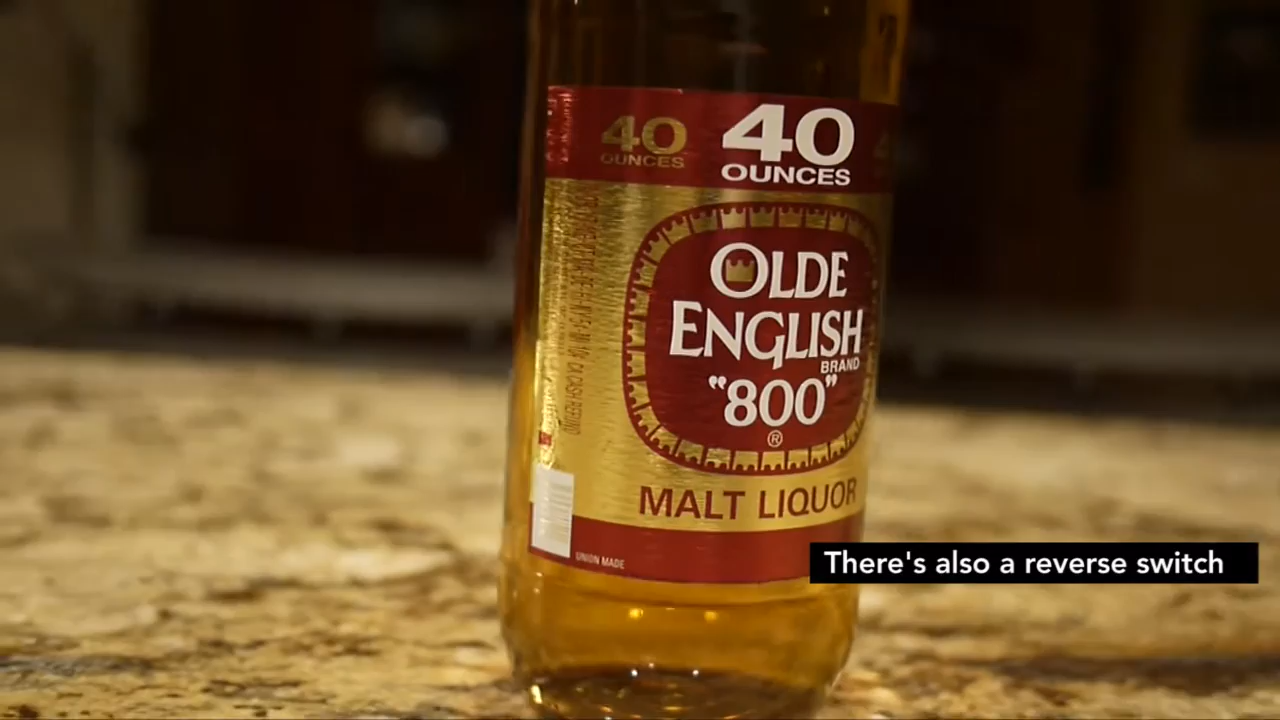 40
OUNCES
40
OUNCES
OLDE
ENGLISH
BRAND
"800"
®
MALT LIQUOR
UNION MADE
There's also a reverse switch